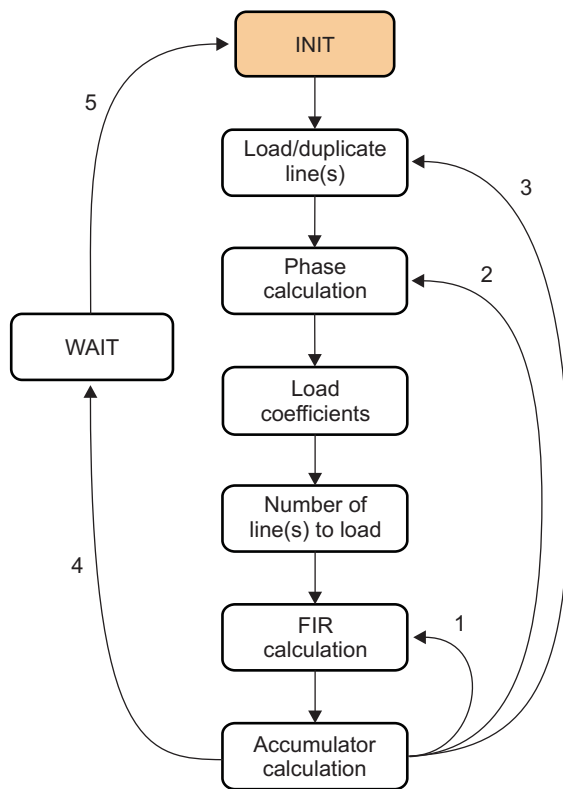 INIT
5
Load/duplicate
line(s)
3
Phase
calculation
2
WAIT
Load
coefficients
Number of
line(s) to load
4
FIR
calculation
1
Accumulator
calculation